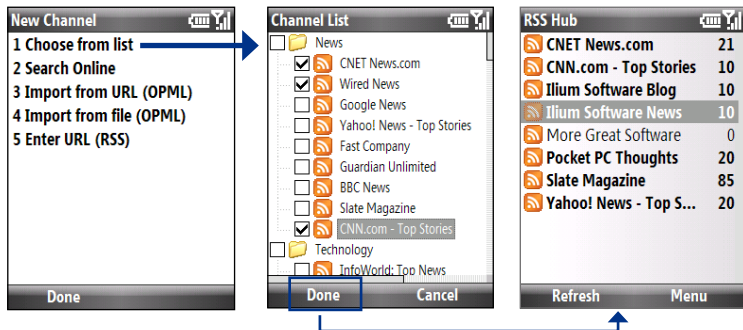 New Channel
1 Choose from list
2 Search Online
3 Import from URL (OPML)
4 Import from file (OPML)
5 Enter URL (RSS)
Done
Channel List
News
CNET News.com
Wired News
Google News
Yahoo! News - Top Stories
Fast Company
Guardian Unlimited
BBC News
Slate Magazine
CNN.com - Top Stories
Technology
InfoWorld: Top News
Done Cancel
RSS Hub
CNET News.com 21
CNN.com - Top Stories 10
Ilium Software Blog 10
Ilium Software News 10
More Great Software 0
Pocket PC Thoughts 20
Slate Magazine 85
Yahoo! News - Top S... 20
Refresh Menu